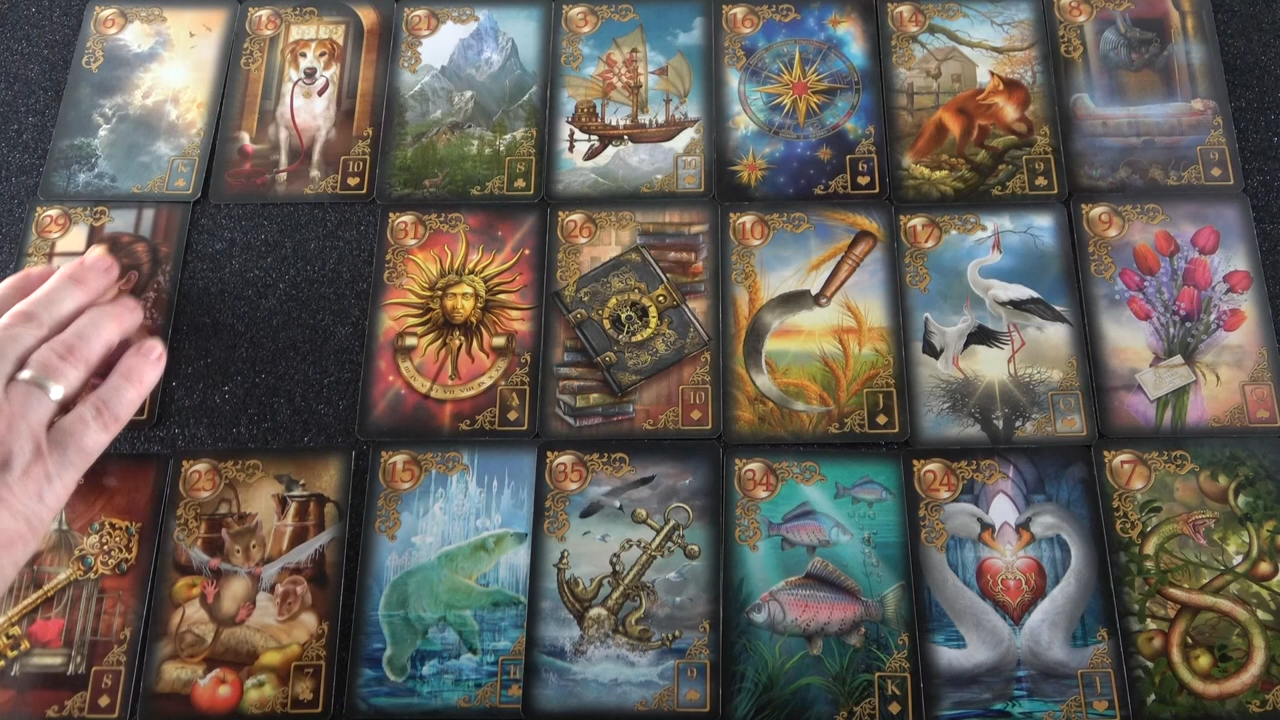 6 18 21 3 16 14 8
K 10 8 10 6 9 9
29 31 26 10 17 9
A 10 J Q Q
23 15 35 34 24 7
8 7 9 K J